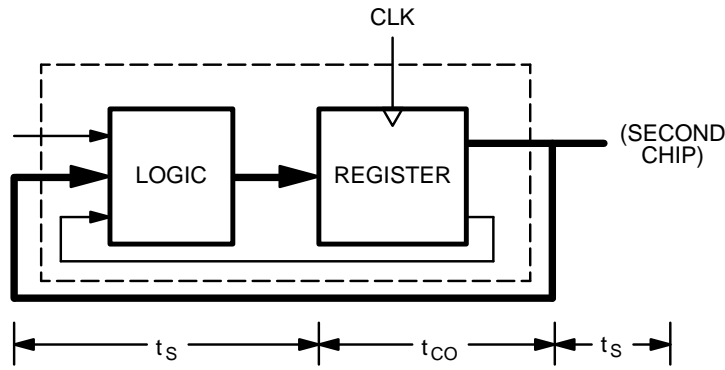 CLK
(SECOND
CHIP)
LOGIC
REGISTER
tS
tCO
tS